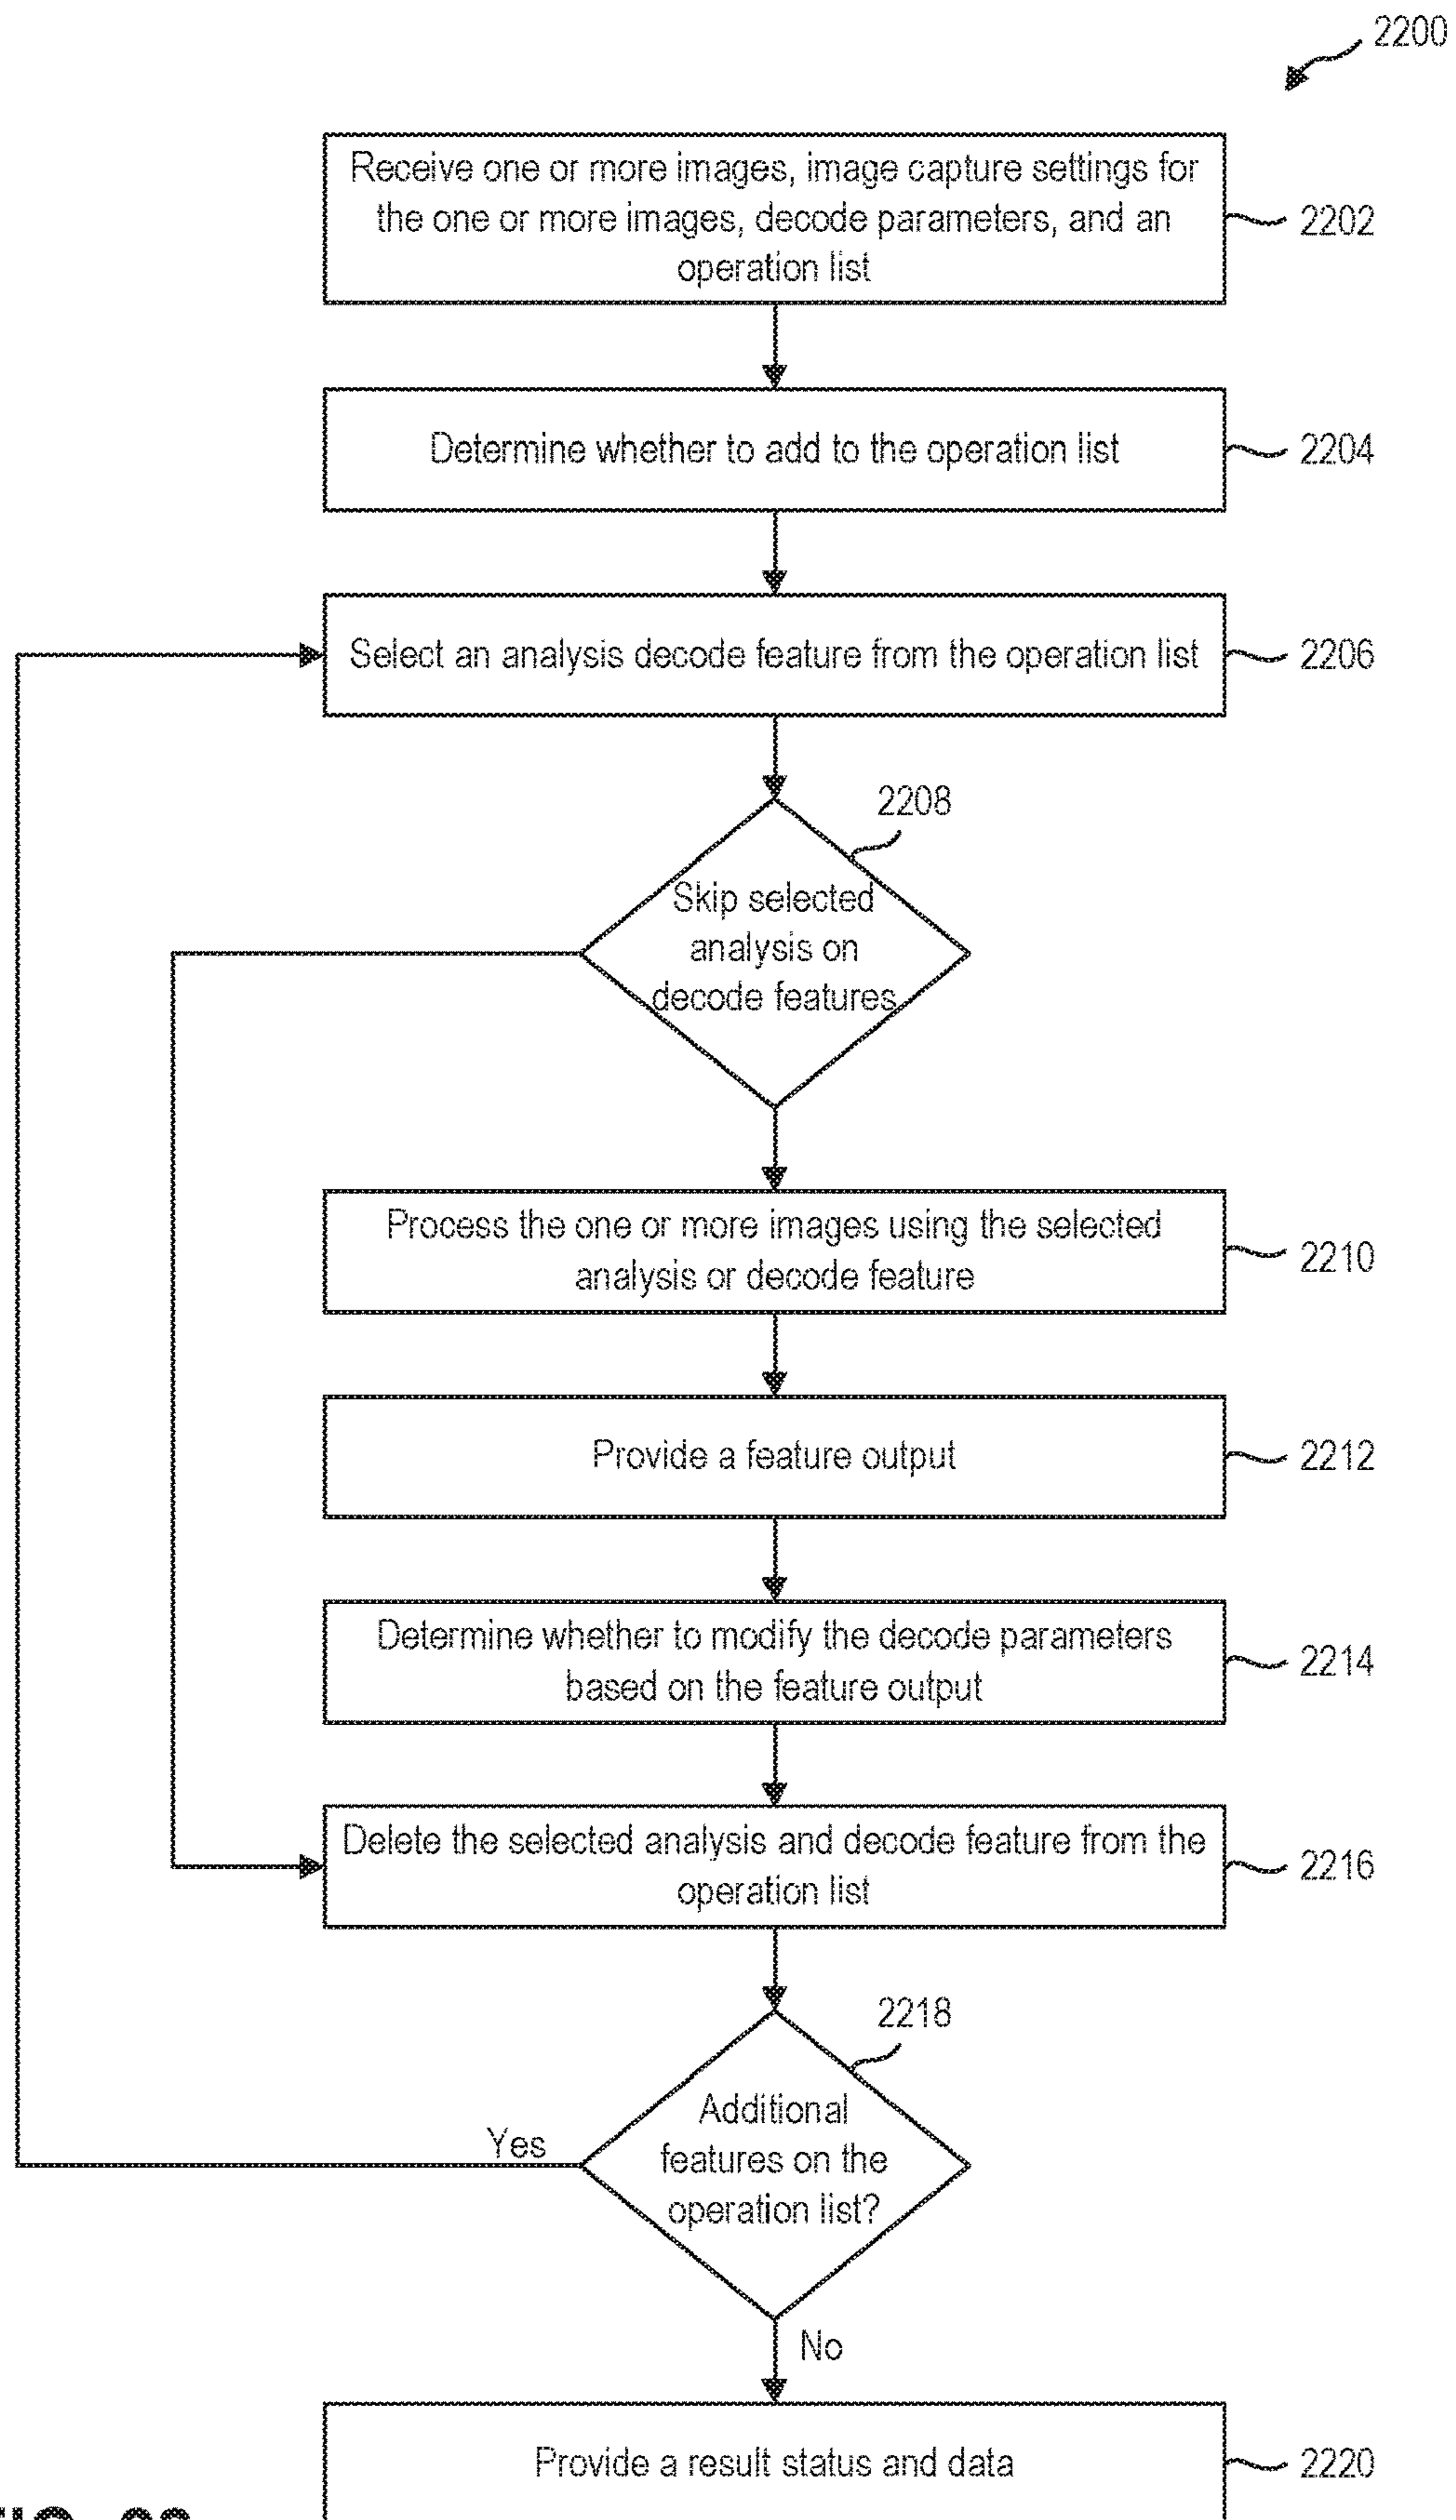 2200
Receive one or more images, image capture settings for
the one or more images, decode parameters, and an
operation list
2202
Determine whether to add to the operation list
2204
Select an analysis decode feature from the operation list
2206
2208
Skip selected
analysis on
decode features
Process the one or more images using the selected
analysis or decode feature
2210
Provide a feature output
2212
Determine whether to modify the decode parameters
based on the feature output
2214
Delete the selected analysis and decode feature from the
operation list
2216
2218
Additional
features on the
operation list?
Yes
No
Provide a result status and data
2220